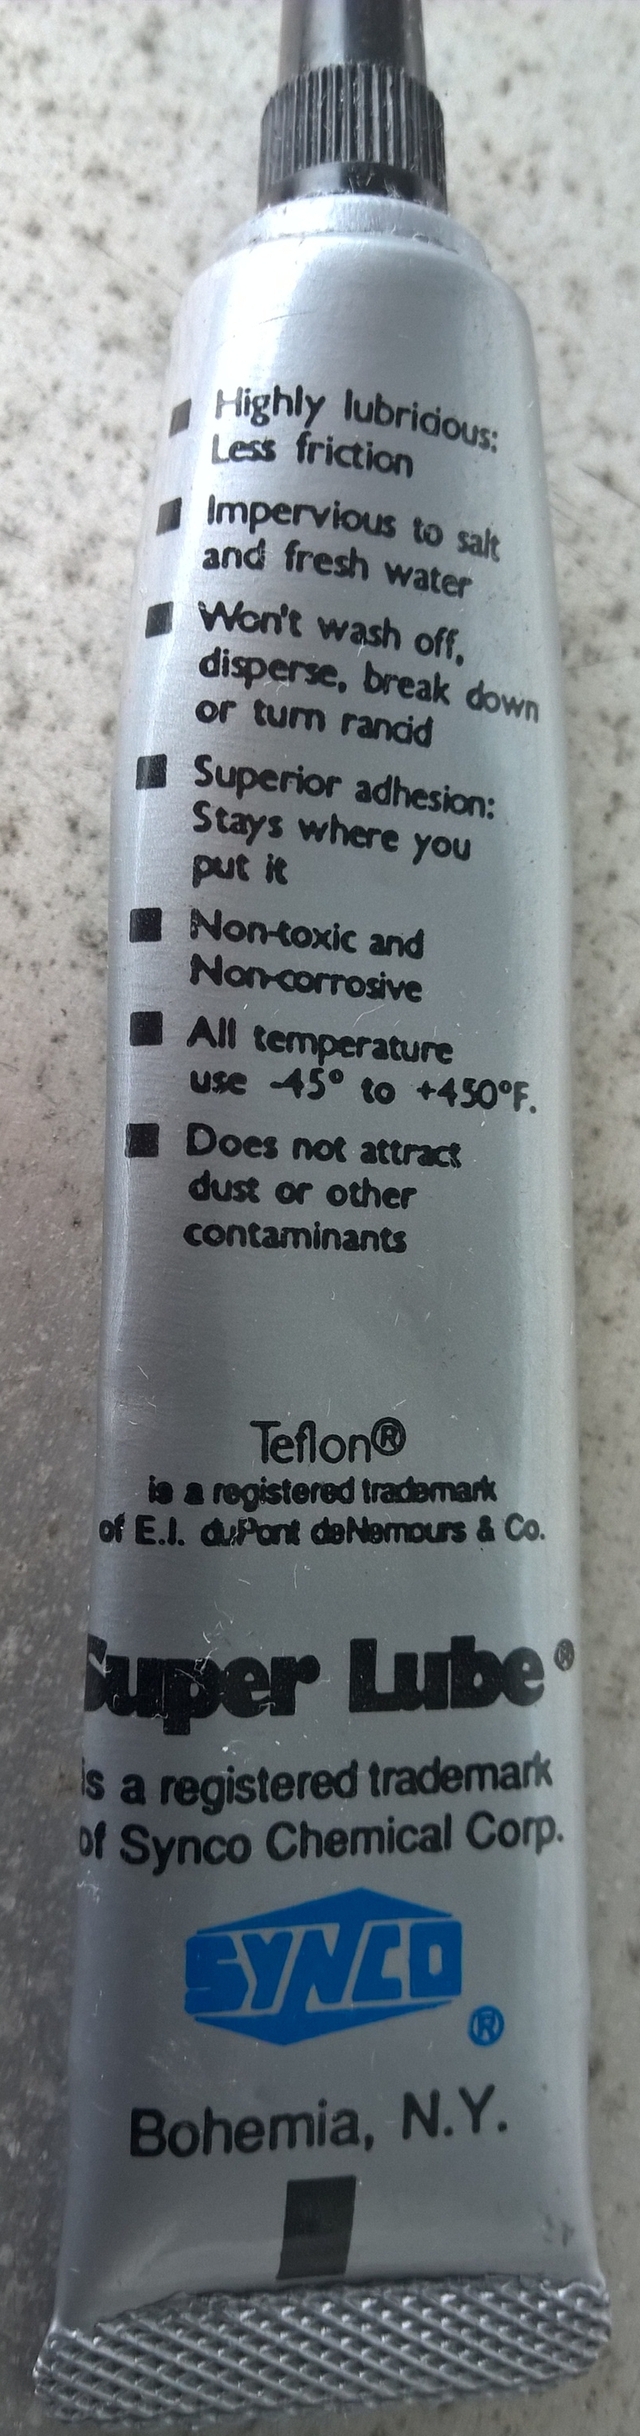 Highly lubricious:
Less friction
Impervious to salt
and fresh water
Won't wash off,
disperse, break down
or turn rancid
Superior adhesion:
Stays where you
put it
Non-toxic and
Non-corrosive
All temperature
use -45° to +450°F.
Does not attract
dust or other
contaminants
Teflon®
is a registered trademark
of E.I. duPont deNemours & Co.
Super Lube®
is a registered trademark
of Synco Chemical Corp.
SYNCO®
Bohemia, N.Y.